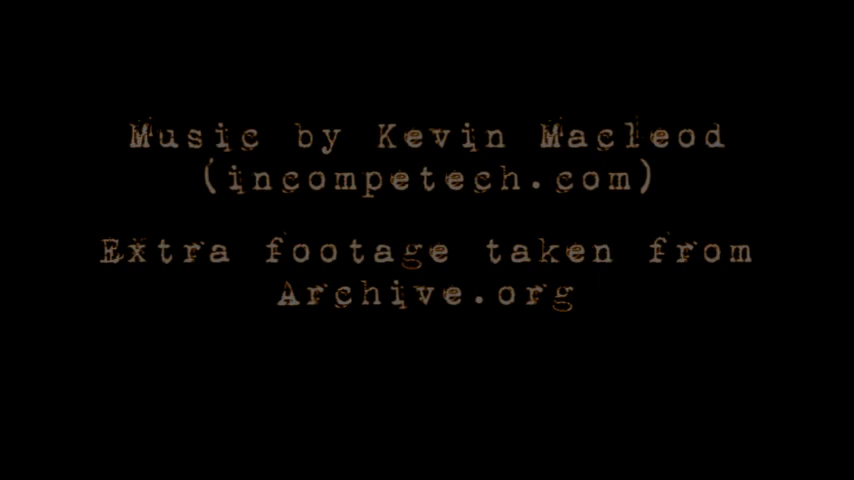 Music by Kevin Macleod
(incompetech.com)
Extra footage taken from
Archive.org